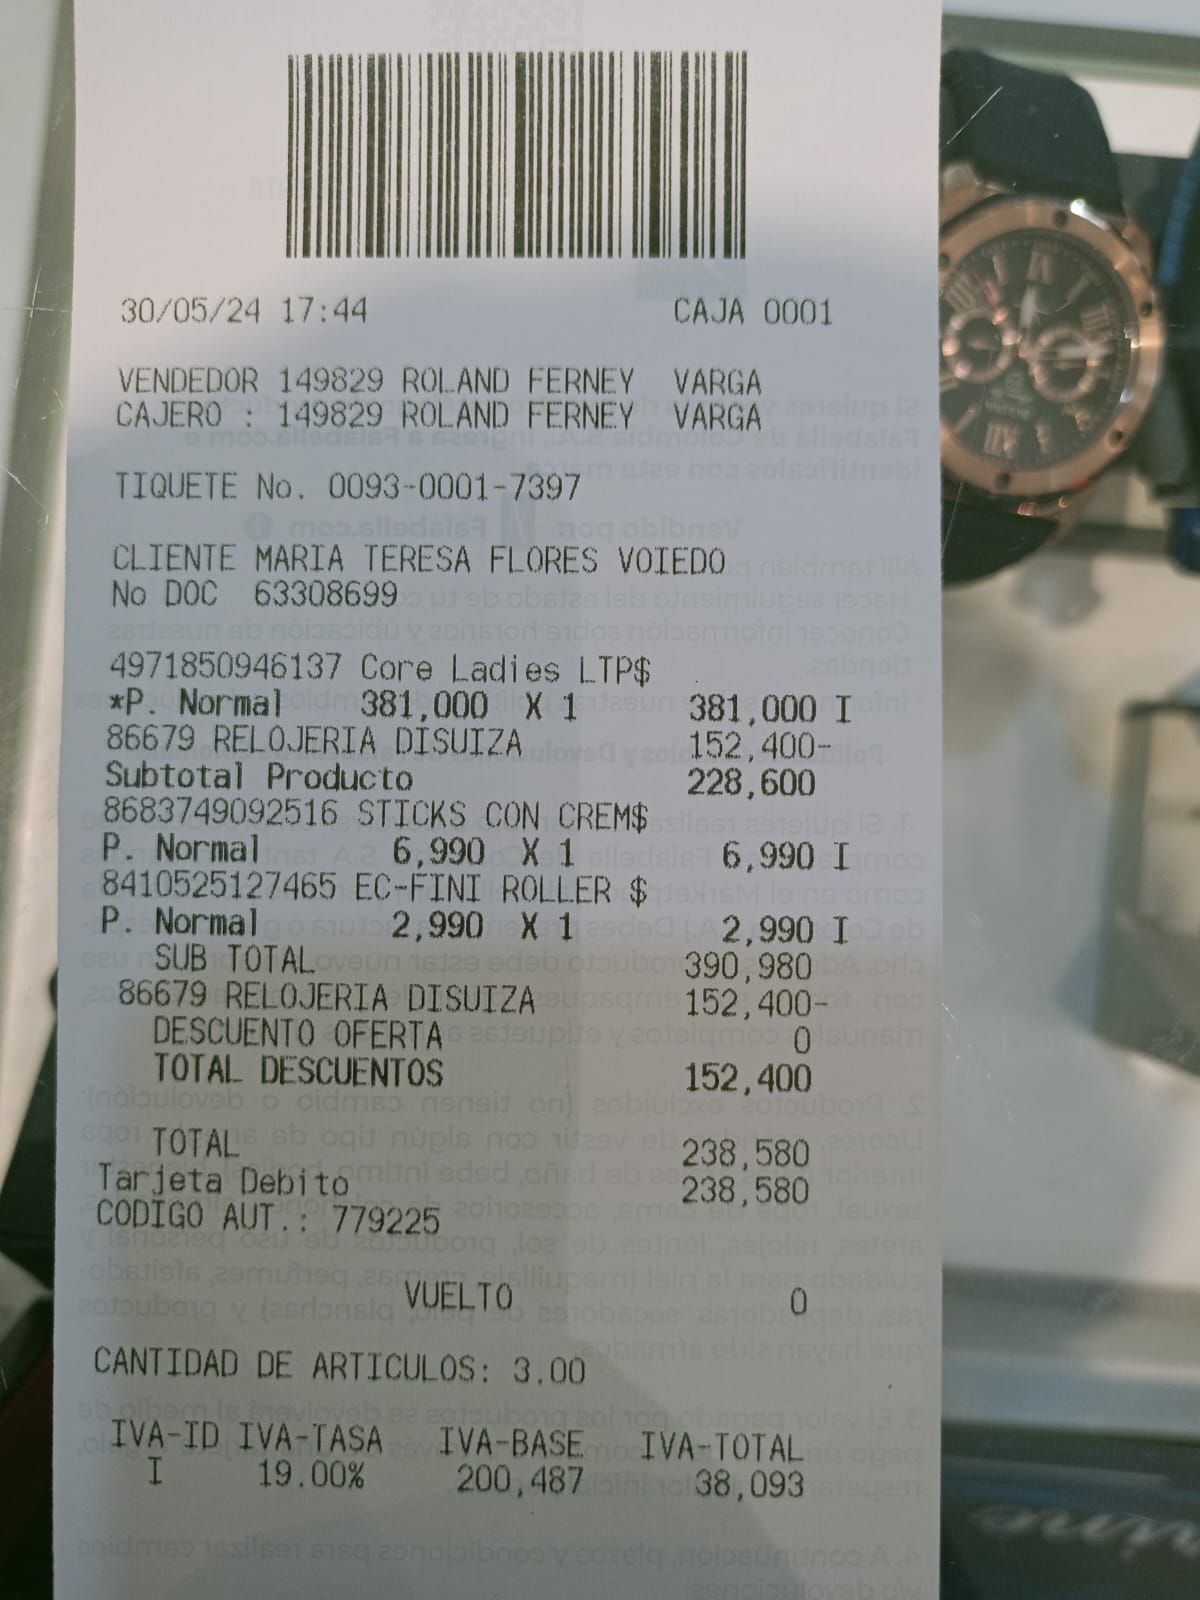 30/05/24 17:44 CAJA 0001
VENDEDOR 149829 ROLAND FERNEY VARGA
CAJERO : 149829 ROLAND FERNEY VARGA
TIQUETE No. 0093-0001-7397
CLIENTE MARIA TERESA FLORES VOIEDO
No DOC 63308699
4971850946137 Core Ladies LTP$
*P. Normal 381,000 X 1 381,000 I
86679 RELOJERIA DISUIZA 152,400-
Subtotal Producto 228,600
8683749092516 STICKS CON CREM$
P. Normal 6,990 X 1 6,990 I
8410525127465 EC-FINI ROLLER $
P. Normal 2,990 X 1 2,990 I
SUB TOTAL 390,980
86679 RELOJERIA DISUIZA 152,400-
DESCUENTO OFERTA 0
TOTAL DESCUENTOS 152,400
TOTAL 238,580
Tarjeta Debito 238,580
CODIGO AUT.: 779225
VUELTO 0
CANTIDAD DE ARTICULOS: 3.00
IVA-ID IVA-TASA IVA-BASE IVA-TOTAL
I 19.00% 200,487 38,093